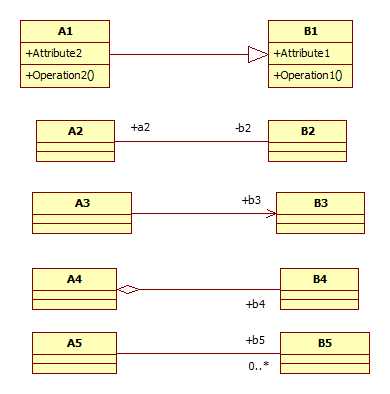 A1 B1
+Attribute2 +Attribute1
+Operation2() +Operation1()
+a2 -b2
A2 B2
A3 +b3 B3
A4 B4
+b4
A5 +b5 B5
0..*